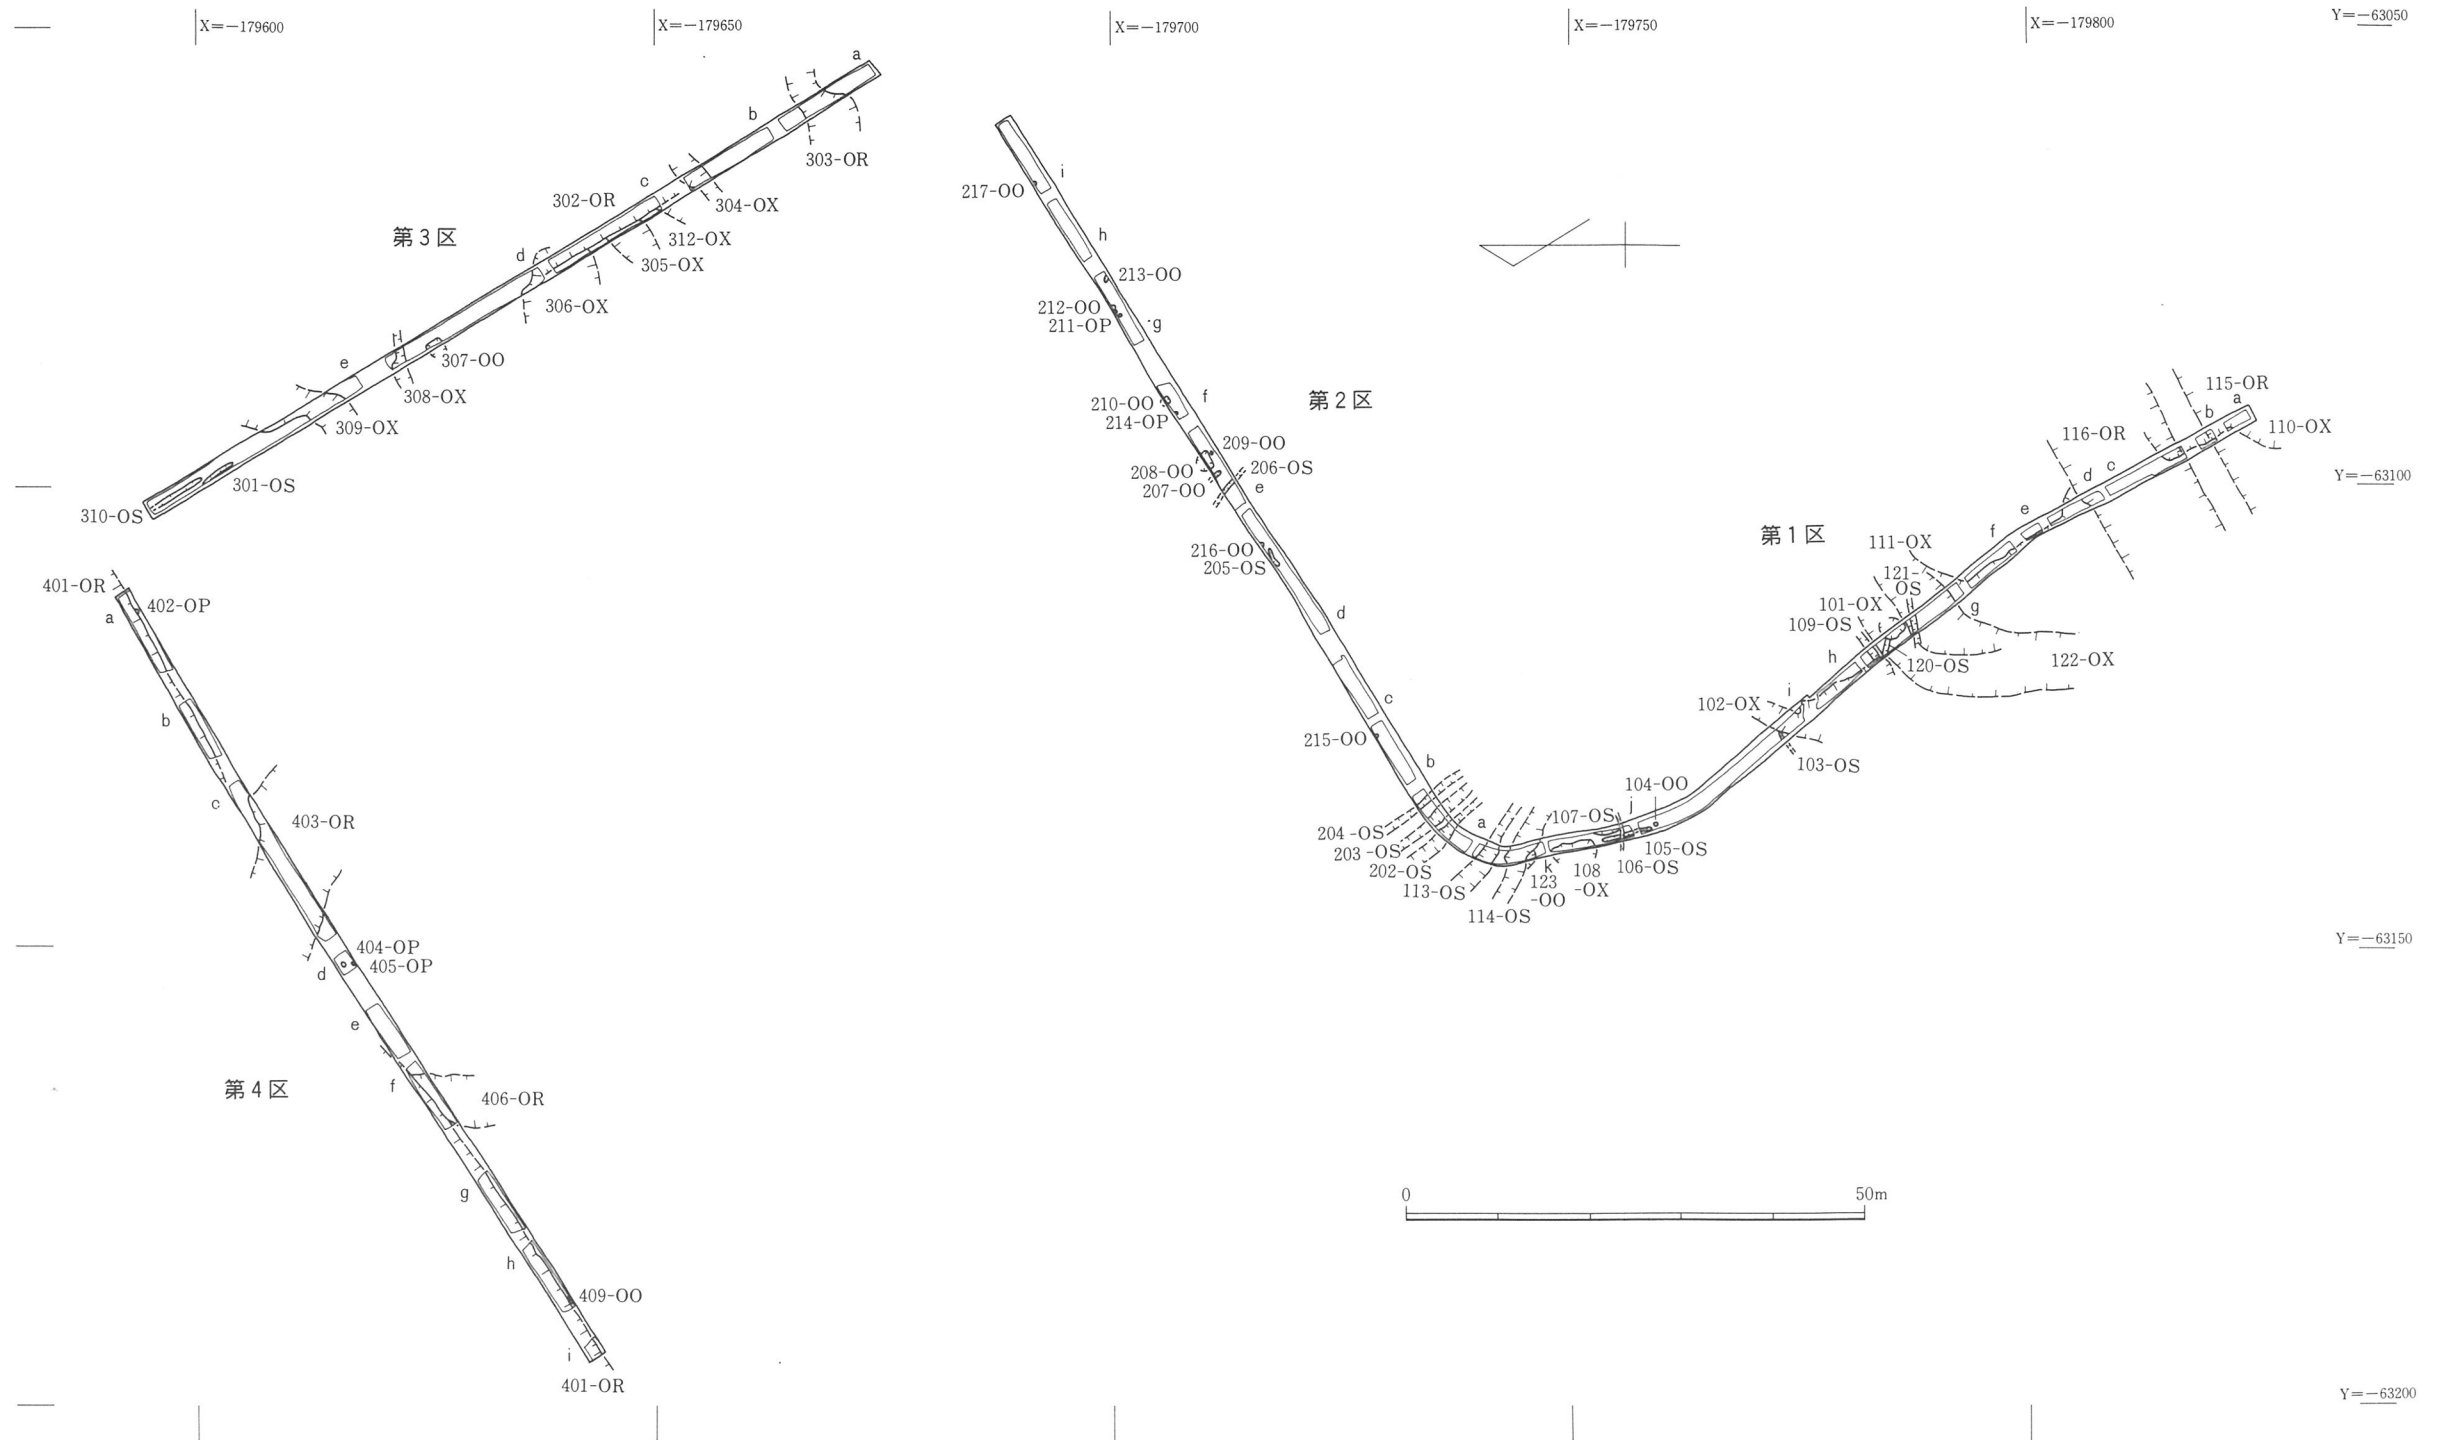 X=-179600
X=-179650
X=-179700
X=-179750
X=-179800
Y=-63050
a
b
303-OR
c
302-OR
304-OX
第3区
312-OX
d
305-OX
306-OX
307-OO
e
308-OX
309-OX
301-OS
310-OS
i
217-OO
h
213-OO
212-OO
211-OP
g
第2区
f
210-OO
214-OP
209-OO
208-OO
206-OS
207-OO
e
216-OO
205-OS
d
c
215-OO
b
204-OS
203-OS
202-OS
a
113-OS
114-OS
115-OR
a
b
110-OX
116-OR
c
d
Y=-63100
e
第1区
f
111-OX
121-
OS
101-OX
g
109-OS
h
120-OS
122-OX
i
102-OX
103-OS
104-OO
j
107-OS
105-OS
106-OS
k
108
-OX
123
-OO
401-OR
402-OP
a
b
c
403-OR
Y=-63150
404-OP
405-OP
d
e
第4区
f
406-OR
g
h
409-OO
i
401-OR
0
50m
Y=-63200